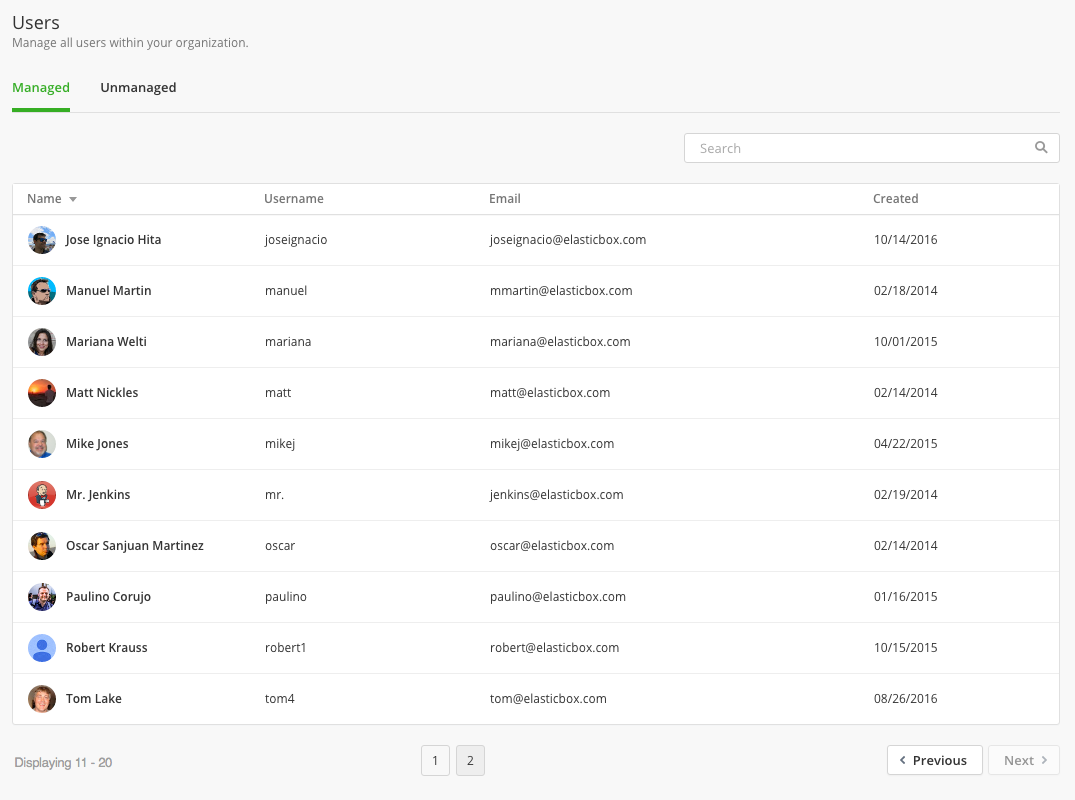 Users
Manage all users within your organization.
Managed Unmanaged
Search
Name Username Email Created
Jose Ignacio Hita joseignacio joseignacio@elasticbox.com 10/14/2016
Manuel Martin manuel mmartin@elasticbox.com 02/18/2014
Mariana Welti mariana mariana@elasticbox.com 10/01/2015
Matt Nickles matt matt@elasticbox.com 02/14/2014
Mike Jones mikej mikej@elasticbox.com 04/22/2015
Mr. Jenkins mr. jenkins@elasticbox.com 02/19/2014
Oscar Sanjuan Martinez oscar oscar@elasticbox.com 02/14/2014
Paulino Corujo paulino paulino@elasticbox.com 01/16/2015
Robert Krauss robert1 robert@elasticbox.com 10/15/2015
Tom Lake tom4 tom@elasticbox.com 08/26/2016
Displaying 11 - 20 1 2 Previous Next